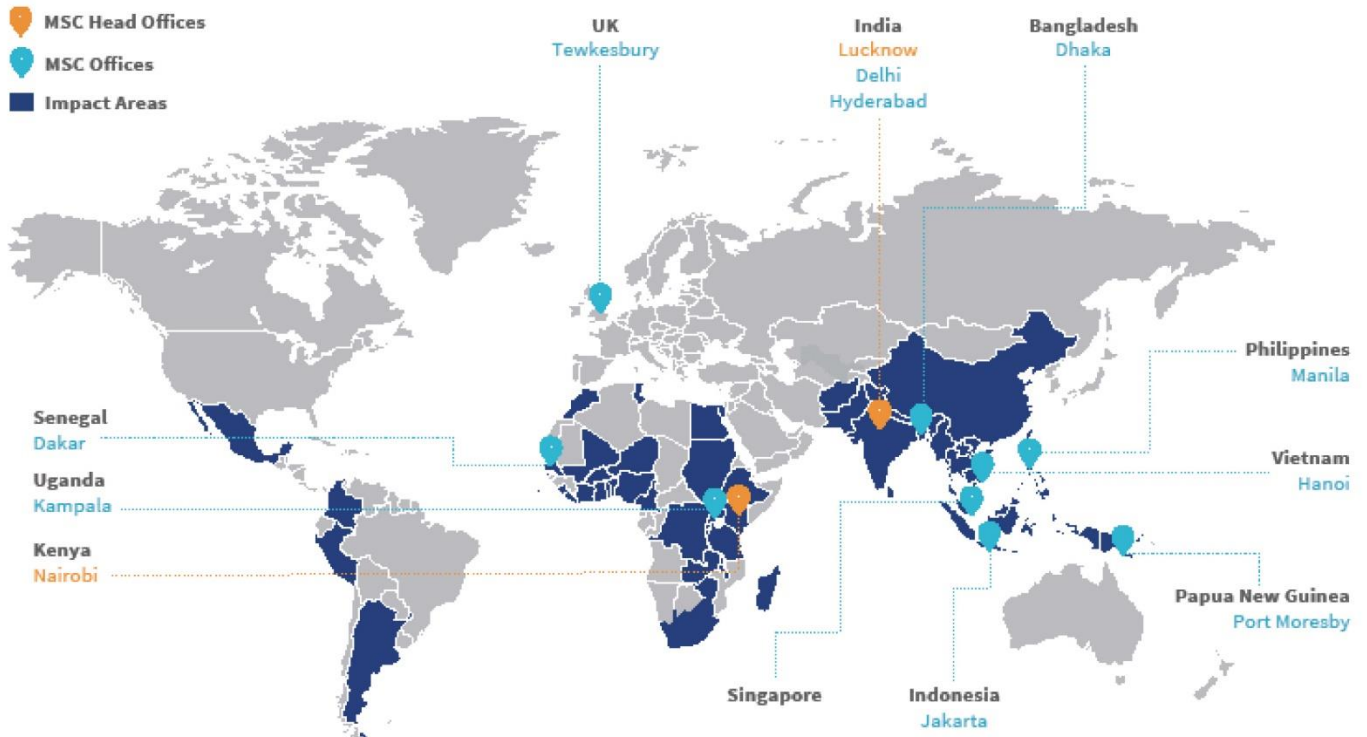 MSC Head Offices
MSC Offices
Impact Areas
UK
Tewkesbury
India
Lucknow
Delhi
Hyderabad
Bangladesh
Dhaka
Philippines
Manila
Senegal
Dakar
Vietnam
Hanoi
Uganda
Kampala
Kenya
Nairobi
Papua New Guinea
Port Moresby
Singapore
Indonesia
Jakarta